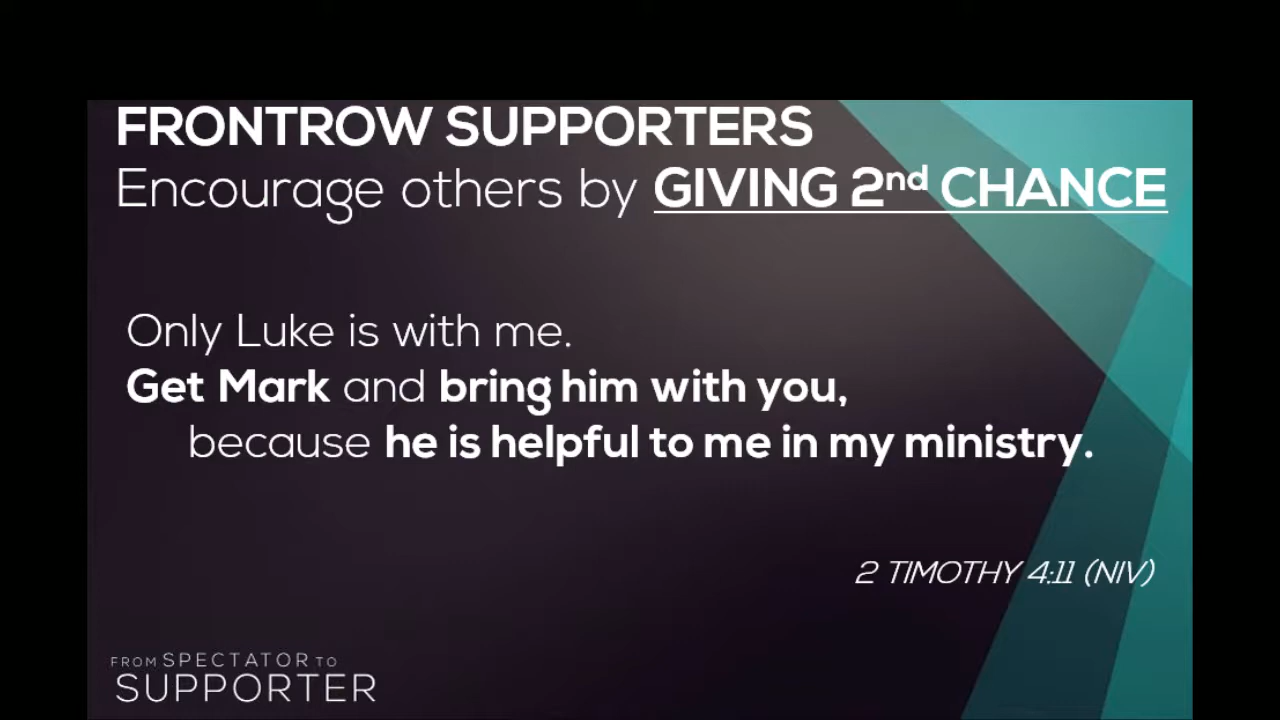 FRONTROW SUPPORTERS
Encourage others by GIVING 2nd CHANCE
Only Luke is with me.
Get Mark and bring him with you,
because he is helpful to me in my ministry.
2 TIMOTHY 4:11 (NIV)
FROM SPECTATOR TO
SUPPORTER